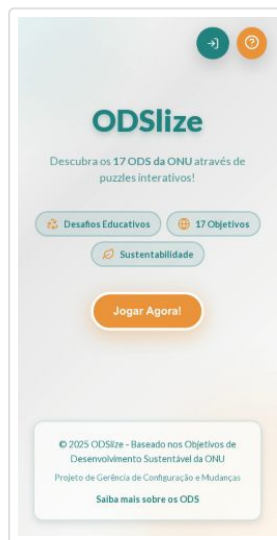 ODSlize
Descubra os 17 ODS da ONU através de
puzzles interativos!
Desafios Educativos
17 Objetivos
Sustentabilidade
Jogar Agora!
© 2025 ODSlize - Baseado nos Objetivos de
Desenvolvimento Sustentável da ONU
Projeto de Gerência de Configuração e Mudanças
Saiba mais sobre os ODS